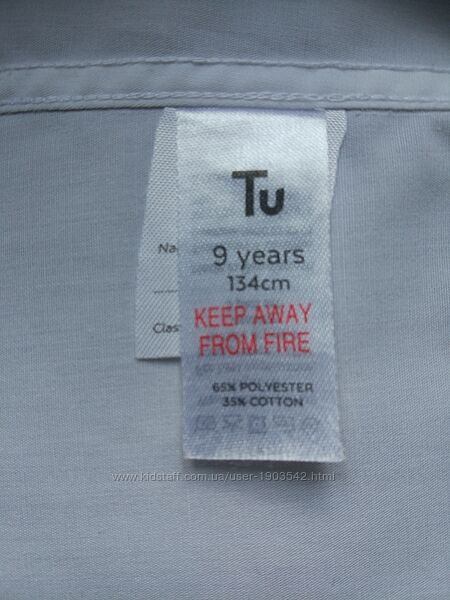 Tu
9 years
134cm
KEEP AWAY
FROM FIRE
65% POLYESTER
35% COTTON
Na
Clas
www.kidstaff.com.ua/user-1903542.html